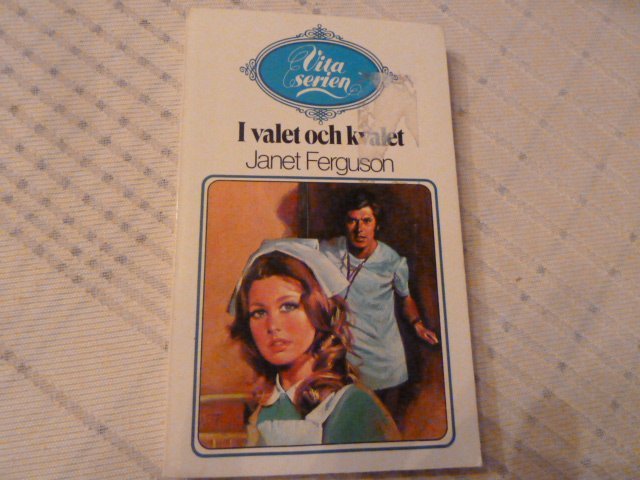 Vita
serien
I valet och kvalet
Janet Ferguson